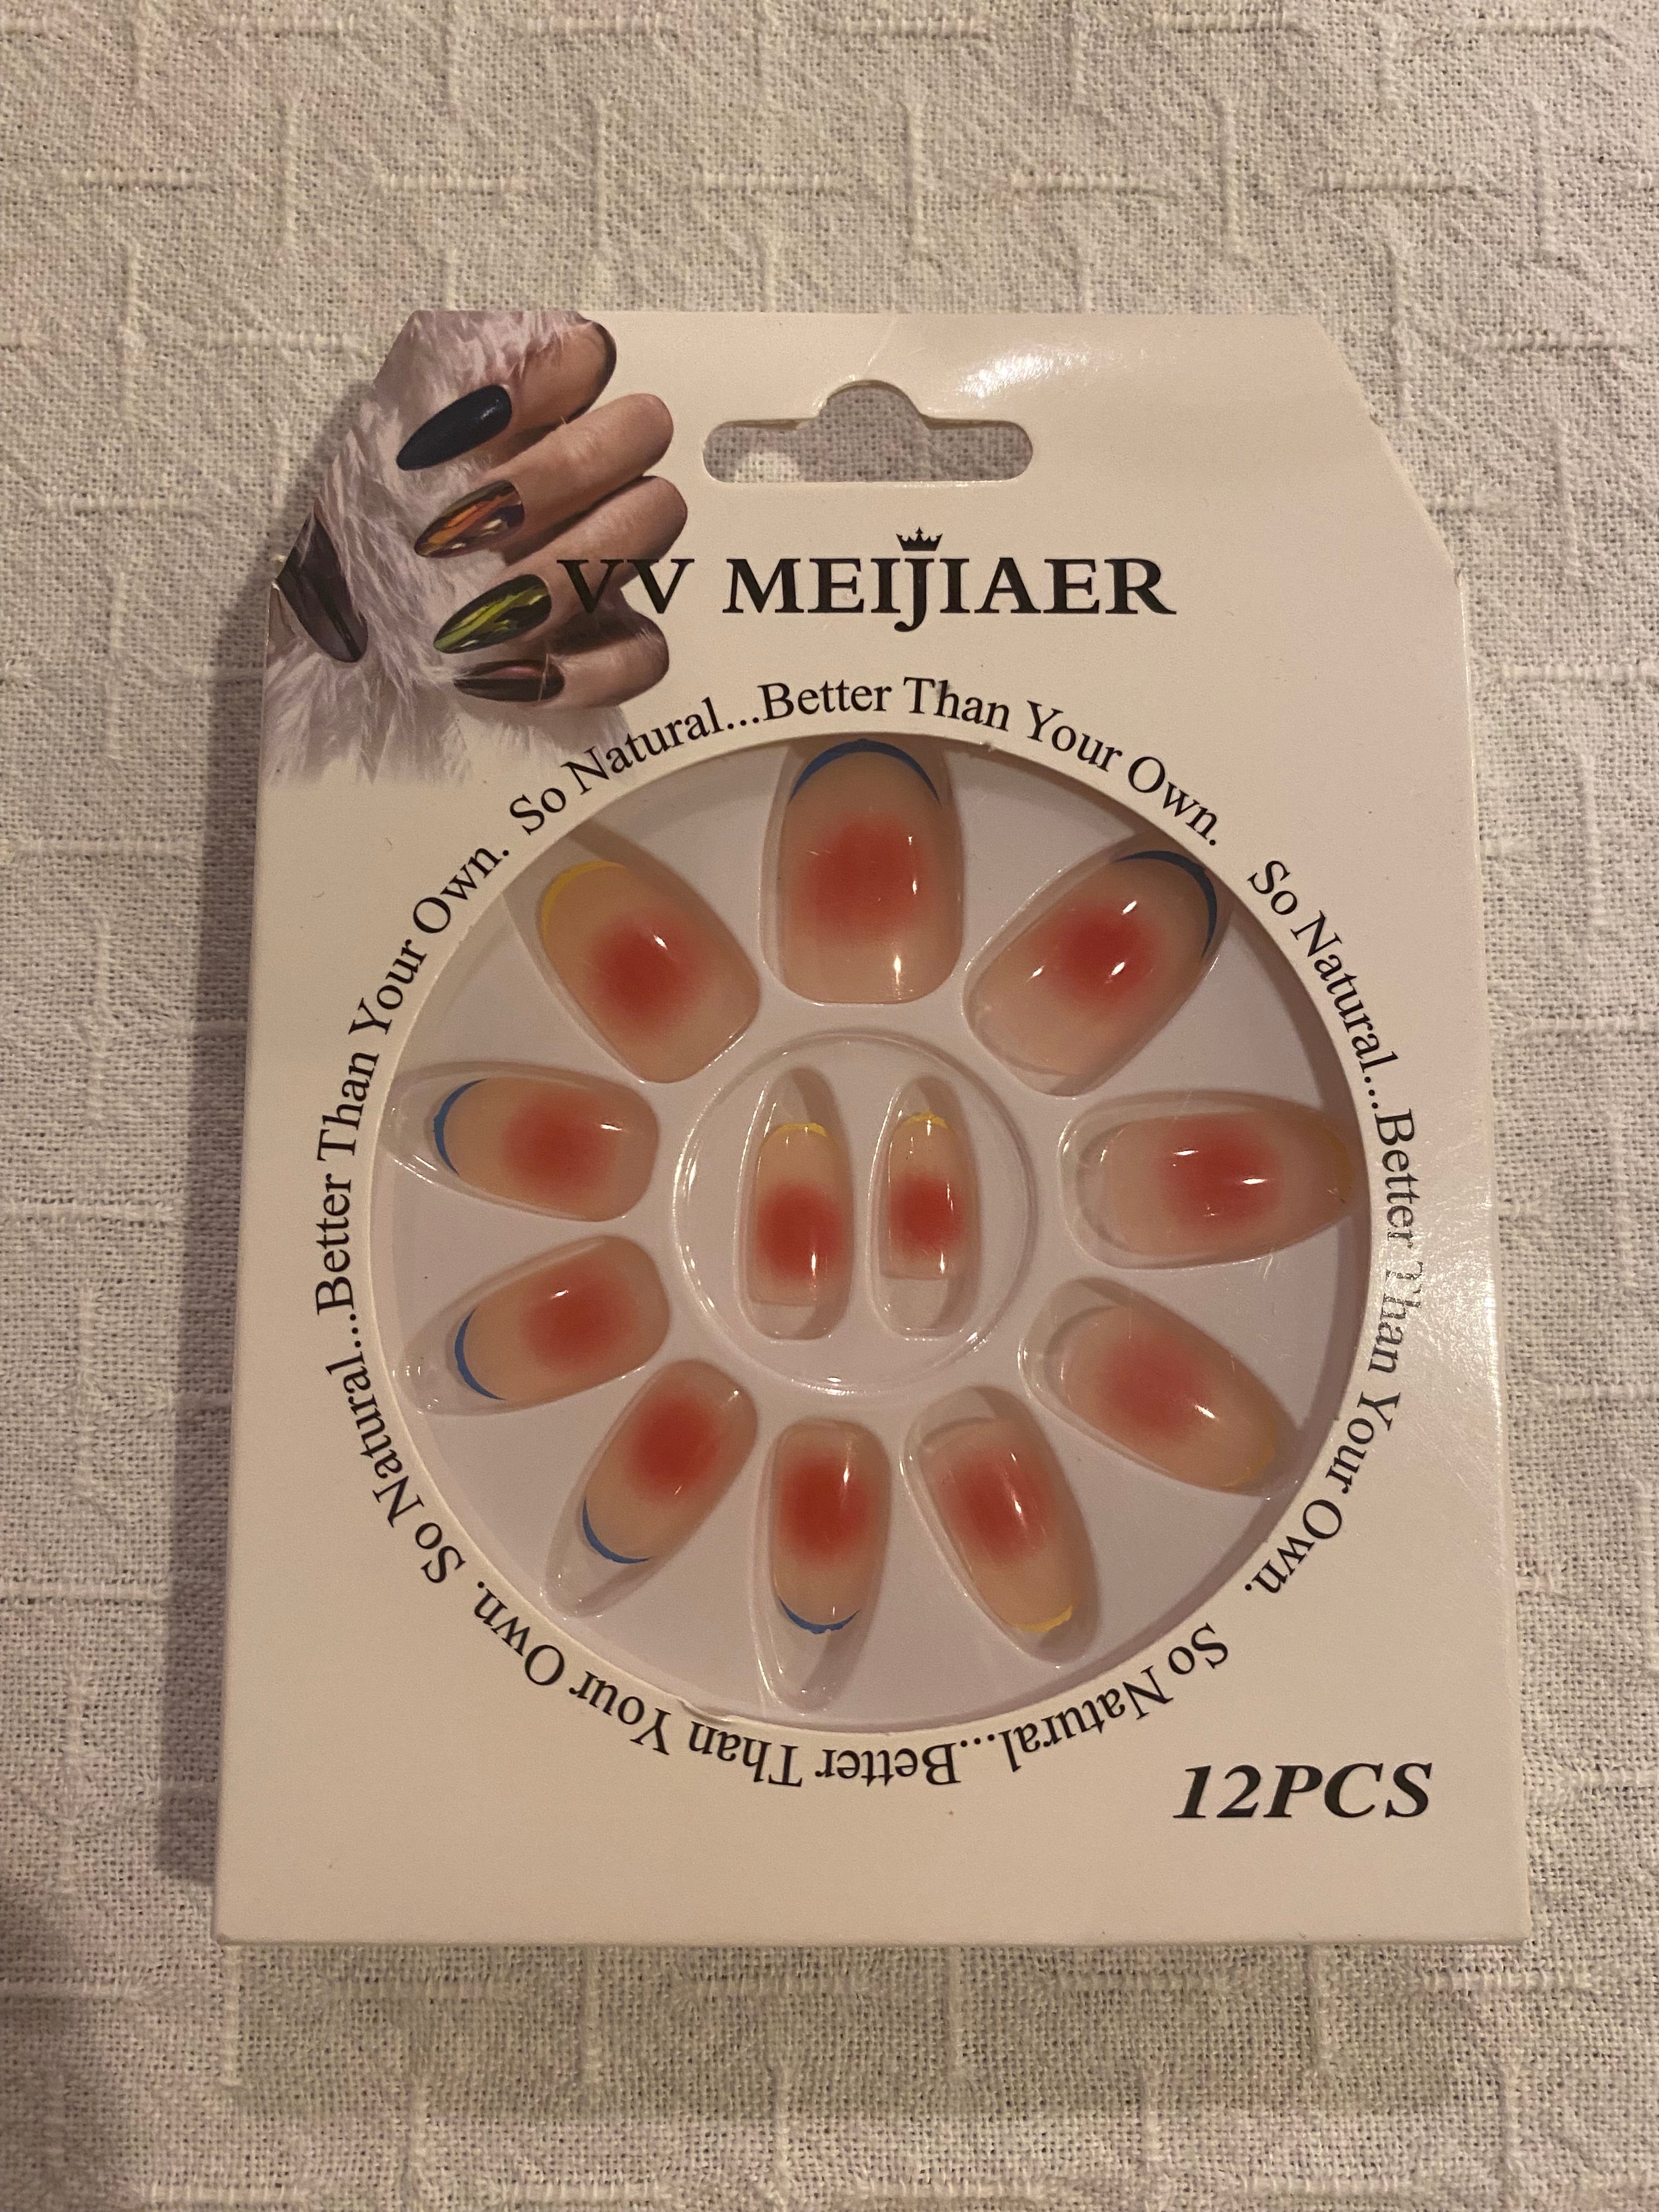 VV MEIJIAER
So Natural...Better Than Your Own.
So Natural...Better Than Your Own.
So Natural...Better Than Your Own.
So Natural...Better Than Your Own.
12PCS